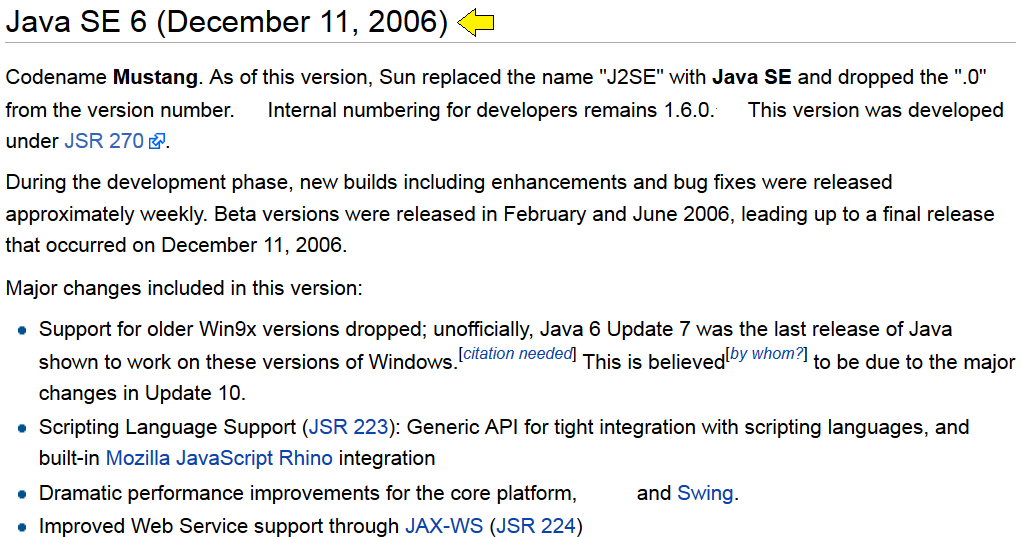 Java SE 6 (December 11, 2006)
Codename Mustang. As of this version, Sun replaced the name "J2SE" with Java SE and dropped the ".0"
from the version number. Internal numbering for developers remains 1.6.0. This version was developed
under JSR 270.
During the development phase, new builds including enhancements and bug fixes were released
approximately weekly. Beta versions were released in February and June 2006, leading up to a final release
that occurred on December 11, 2006.
Major changes included in this version:
• Support for older Win9x versions dropped; unofficially, Java 6 Update 7 was the last release of Java
shown to work on these versions of Windows.[citation needed] This is believed[by whom?] to be due to the major
changes in Update 10.
• Scripting Language Support (JSR 223): Generic API for tight integration with scripting languages, and
built-in Mozilla JavaScript Rhino integration
• Dramatic performance improvements for the core platform, and Swing.
• Improved Web Service support through JAX-WS (JSR 224)